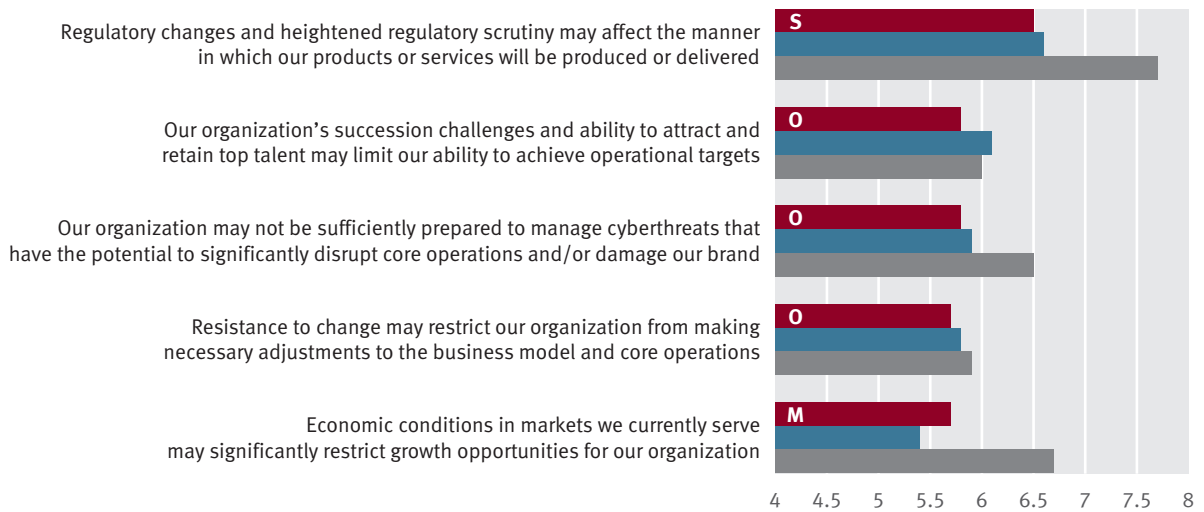 Regulatory changes and heightened regulatory scrutiny may affect the manner
in which our products or services will be produced or delivered
S
Our organization’s succession challenges and ability to attract and
retain top talent may limit our ability to achieve operational targets
O
Our organization may not be sufficiently prepared to manage cyberthreats that
have the potential to significantly disrupt core operations and/or damage our brand
O
Resistance to change may restrict our organization from making
necessary adjustments to the business model and core operations
O
Economic conditions in markets we currently serve
may significantly restrict growth opportunities for our organization
M
4 4.5 5 5.5 6 6.5 7 7.5 8